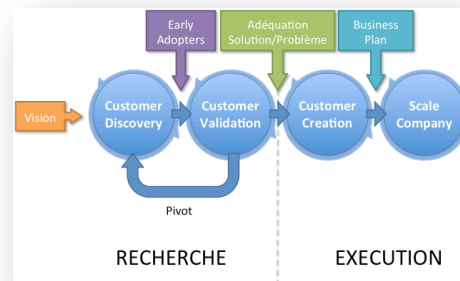 Early
Adopters
Adéquation
Solution/Problème
Business
Plan
Vision
Customer
Discovery
Customer
Validation
Customer
Creation
Scale
Company
Pivot
RECHERCHE
EXECUTION